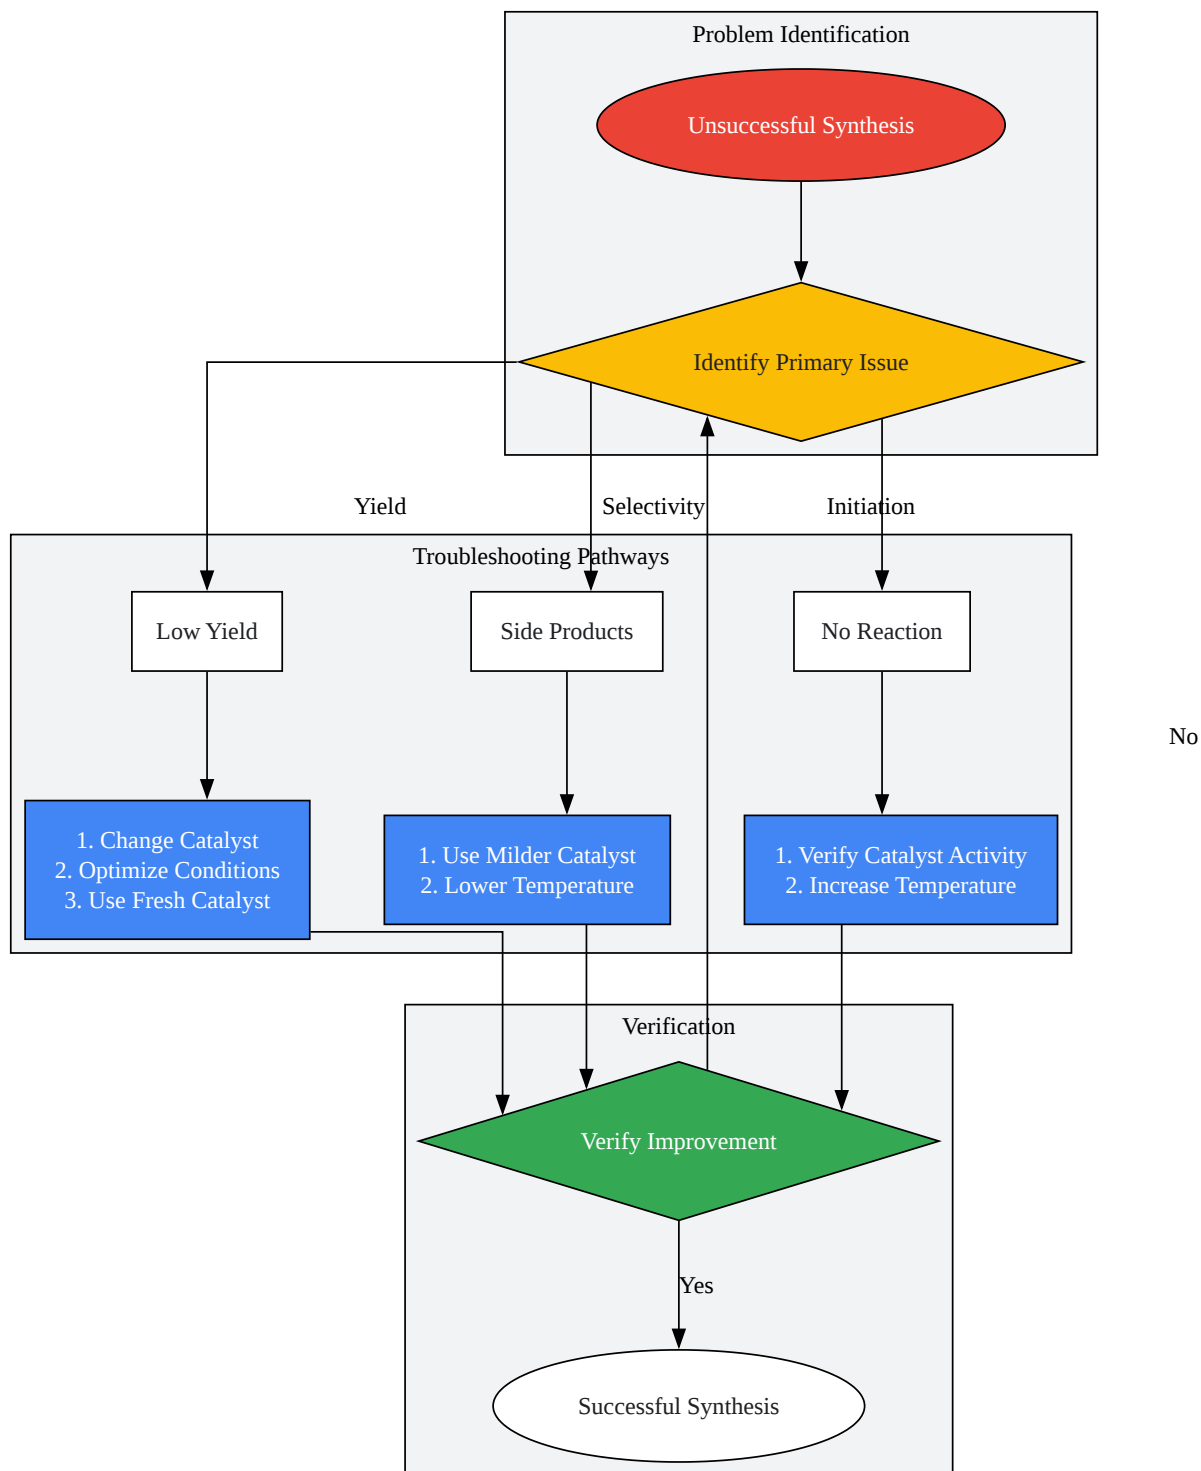 Problem Identification
Unsuccessful Synthesis
Identify Primary Issue
Yield
Selectivity
Initiation
Troubleshooting Pathways
Low Yield
Side Products
No Reaction
No
1. Change Catalyst
2. Optimize Conditions
3. Use Fresh Catalyst
1. Use Milder Catalyst
2. Lower Temperature
1. Verify Catalyst Activity
2. Increase Temperature
Verification
Verify Improvement
Yes
Successful Synthesis